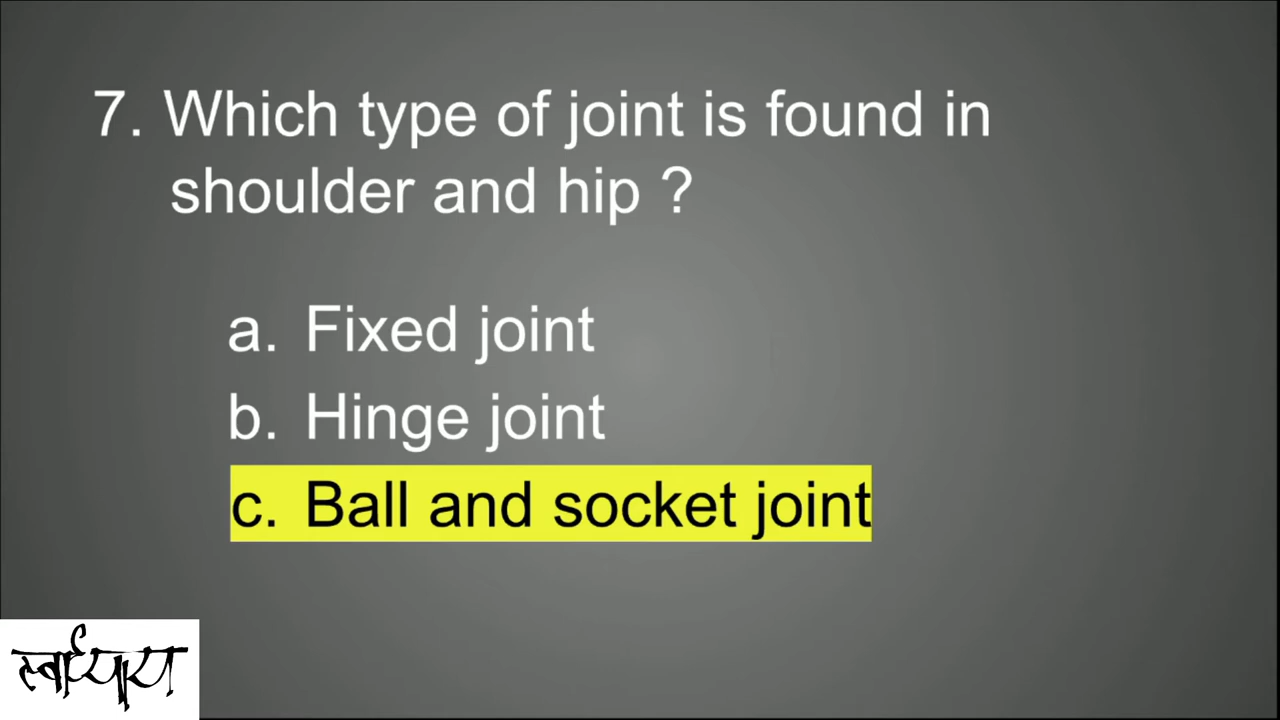 7. Which type of joint is found in
shoulder and hip ?
a. Fixed joint
b. Hinge joint
c. Ball and socket joint
स्वाध्याय